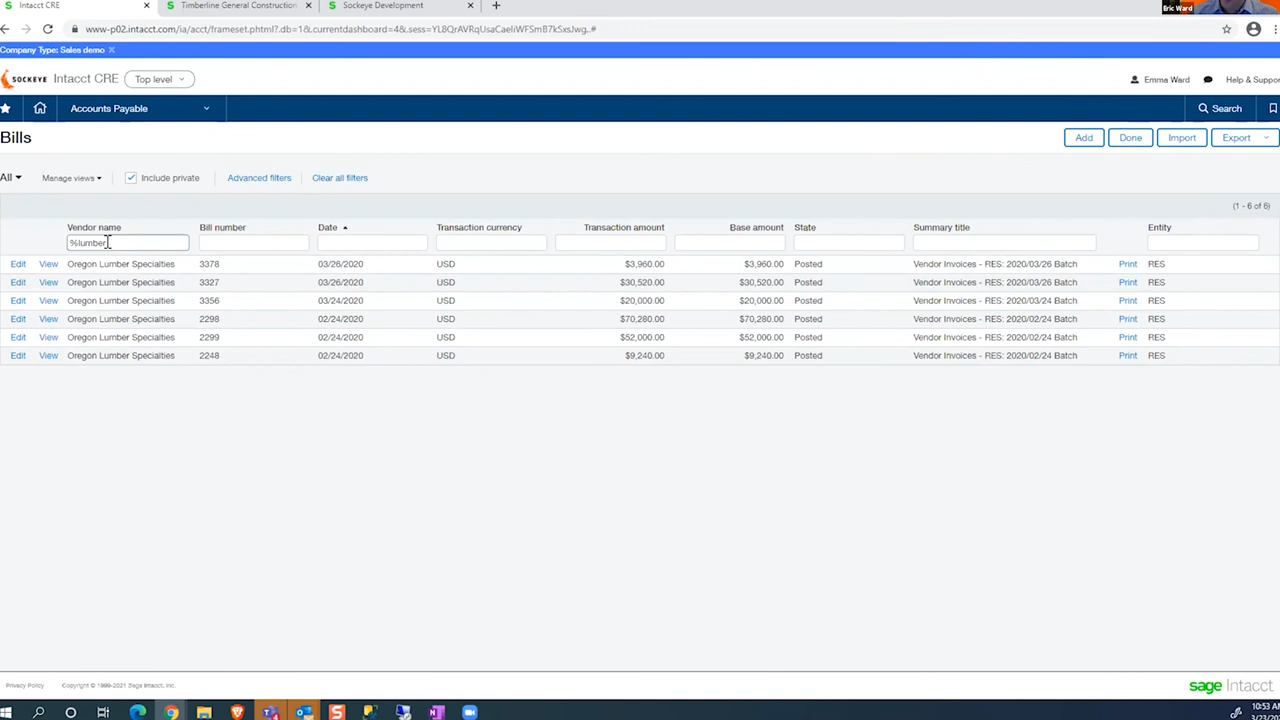 Intacct CRE
Timberline General Construction
Sockeye Development
Eric Ward
www-p02.intacct.com/ia/acct/frameset.phtml?.db=1&currentdashboard=4&.sess=YL8QrAVRqUsaCaeIiWFSmB7kSxsJwg..#
Company Type: Sales demo
SOCKEYE Intacct CRE Top level
Emma Ward Help & Suppor
Accounts Payable Search
Bills Add Done Import Export
All Manage views Include private Advanced filters Clear all filters
(1 - 6 of 6)
Vendor name Bill number Date Transaction currency Transaction amount Base amount State Summary title Entity
%lumber
Edit View Oregon Lumber Specialties 3378 03/26/2020 USD $3,960.00 $3,960.00 Posted Vendor Invoices - RES: 2020/03/26 Batch Print RES
Edit View Oregon Lumber Specialties 3327 03/26/2020 USD $30,520.00 $30,520.00 Posted Vendor Invoices - RES: 2020/03/26 Batch Print RES
Edit View Oregon Lumber Specialties 3356 03/24/2020 USD $20,000.00 $20,000.00 Posted Vendor Invoices - RES: 2020/03/24 Batch Print RES
Edit View Oregon Lumber Specialties 2298 02/24/2020 USD $70,280.00 $70,280.00 Posted Vendor Invoices - RES: 2020/02/24 Batch Print RES
Edit View Oregon Lumber Specialties 2299 02/24/2020 USD $52,000.00 $52,000.00 Posted Vendor Invoices - RES: 2020/02/24 Batch Print RES
Edit View Oregon Lumber Specialties 2248 02/24/2020 USD $9,240.00 $9,240.00 Posted Vendor Invoices - RES: 2020/02/24 Batch Print RES
Privacy Policy Copyright © 1999-2021 Sage Intacct, Inc.
sage Intacct
10:53 A
3/23/20